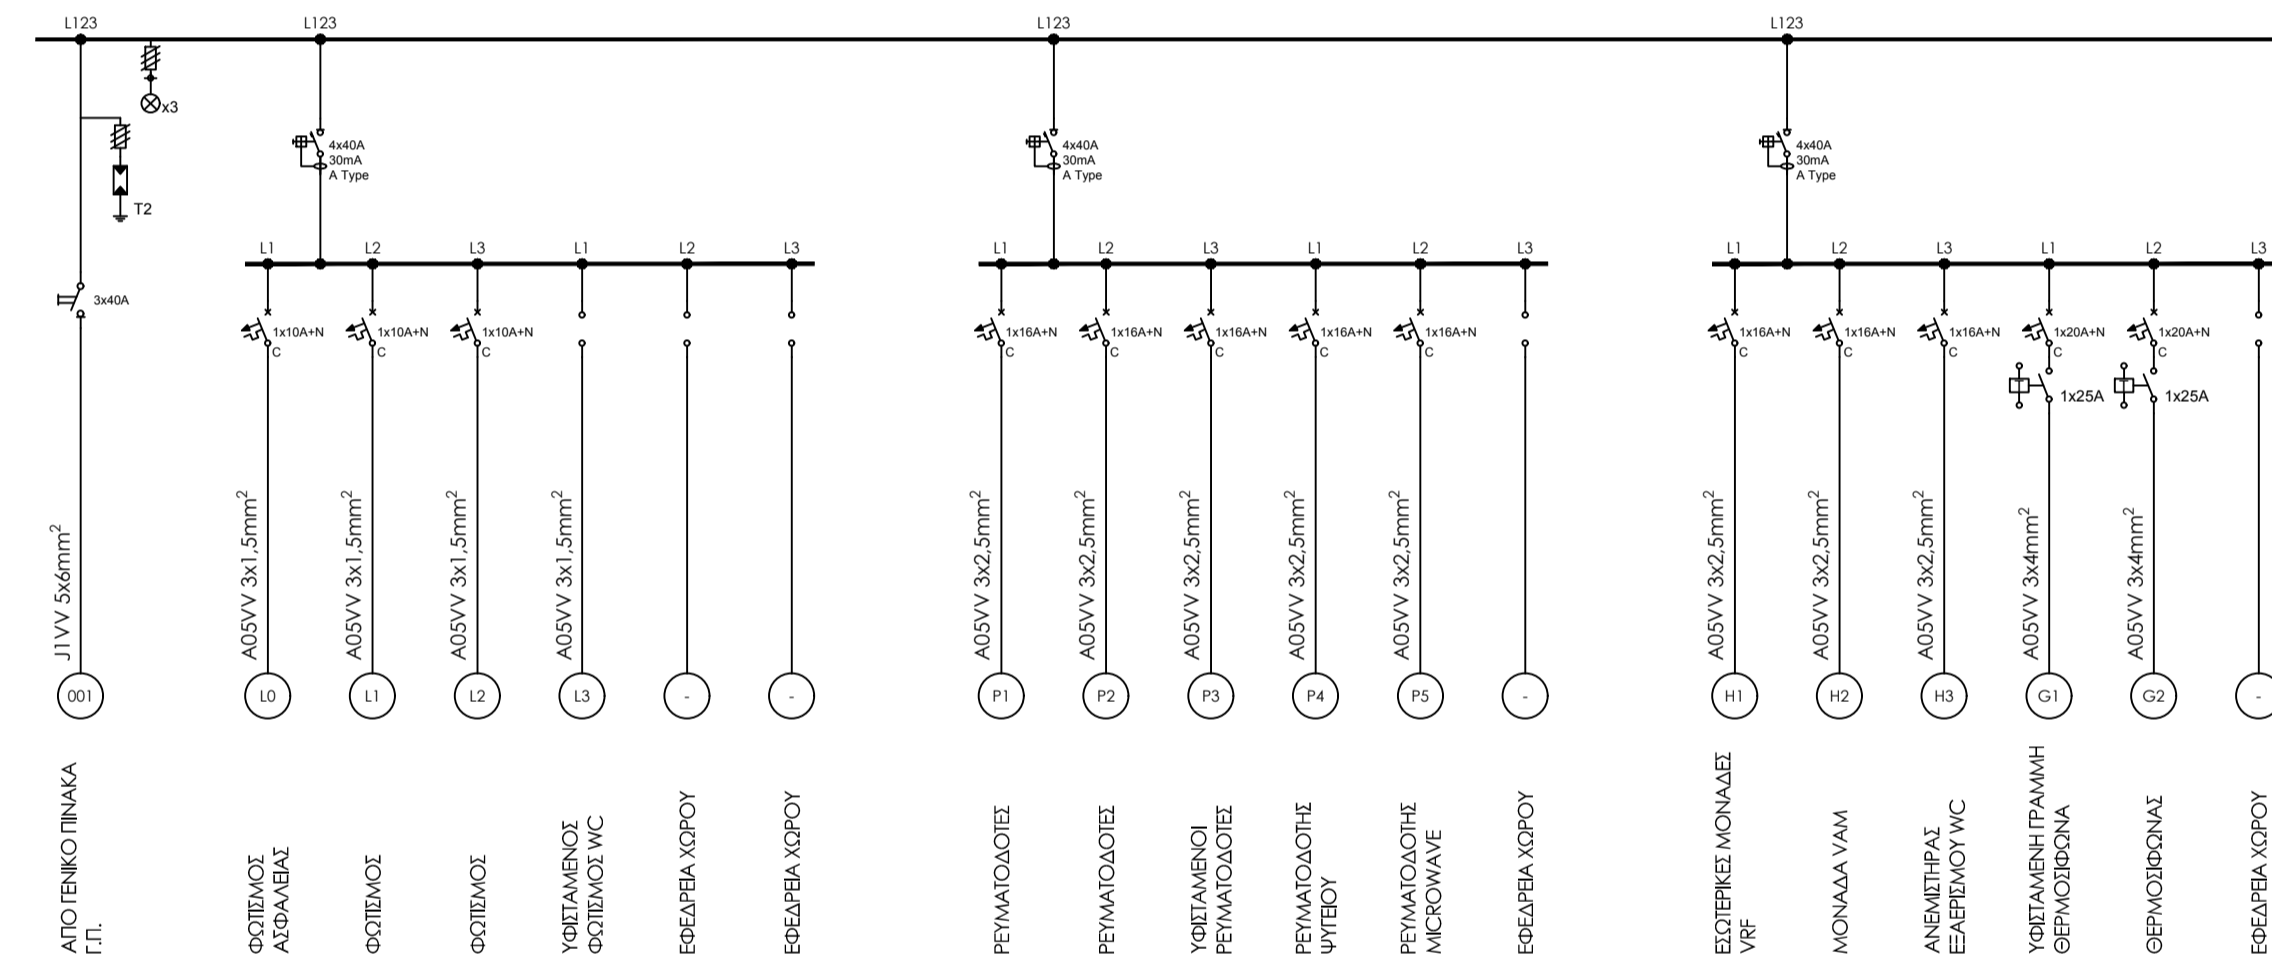 L123
L123
L123
L123
x3
T2
4x40A
30mA
A Type
4x40A
30mA
A Type
4x40A
30mA
A Type
L1
L2
L3
L1
L2
L3
L1
L2
L3
L1
L2
L3
L1
L2
L3
L1
L2
L3
3x40A
1x10A+N
C
1x10A+N
C
1x10A+N
C
1x16A+N
C
1x16A+N
C
1x16A+N
C
1x16A+N
C
1x16A+N
C
1x16A+N
C
1x16A+N
C
1x16A+N
C
1x20A+N
C
1x20A+N
C
1x25A
1x25A
J1VV 5x6mm²
A05VV 3x1,5mm²
A05VV 3x1,5mm²
A05VV 3x1,5mm²
A05VV 3x1,5mm²
A05VV 3x2,5mm²
A05VV 3x2,5mm²
A05VV 3x2,5mm²
A05VV 3x2,5mm²
A05VV 3x2,5mm²
A05VV 3x2,5mm²
A05VV 3x2,5mm²
A05VV 3x2,5mm²
A05VV 3x4mm²
A05VV 3x4mm²
001
L0
L1
L2
L3
-
-
P1
P2
P3
P4
P5
-
H1
H2
H3
G1
G2
-
ΑΠΟ ΓΕΝΙΚΟ ΠΙΝΑΚΑ
Γ.Π.
ΦΩΤΙΣΜΟΣ
ΑΣΦΑΛΕΙΑΣ
ΦΩΤΙΣΜΟΣ
ΦΩΤΙΣΜΟΣ
ΥΦΙΣΤΑΜΕΝΟΣ
ΦΩΤΙΣΜΟΣ WC
ΕΦΕΔΡΕΙΑ ΧΩΡΟΥ
ΕΦΕΔΡΕΙΑ ΧΩΡΟΥ
ΡΕΥΜΑΤΟΔΟΤΕΣ
ΡΕΥΜΑΤΟΔΟΤΕΣ
ΥΦΙΣΤΑΜΕΝΟΙ
ΡΕΥΜΑΤΟΔΟΤΕΣ
ΡΕΥΜΑΤΟΔΟΤΗΣ
ΨΥΓΕΙΟΥ
ΡΕΥΜΑΤΟΔΟΤΗΣ
MICROWAVE
ΕΦΕΔΡΕΙΑ ΧΩΡΟΥ
ΕΣΩΤΕΡΙΚΕΣ ΜΟΝΑΔΕΣ
VRF
ΜΟΝΑΔΑ VAM
ΑΝΕΜΙΣΤΗΡΑΣ
ΕΞΑΕΡΙΣΜΟΥ WC
ΥΦΙΣΤΑΜΕΝΗ ΓΡΑΜΜΗ
ΘΕΡΜΟΣΙΦΩΝΑ
ΘΕΡΜΟΣΙΦΩΝΑΣ
ΕΦΕΔΡΕΙΑ ΧΩΡΟΥ